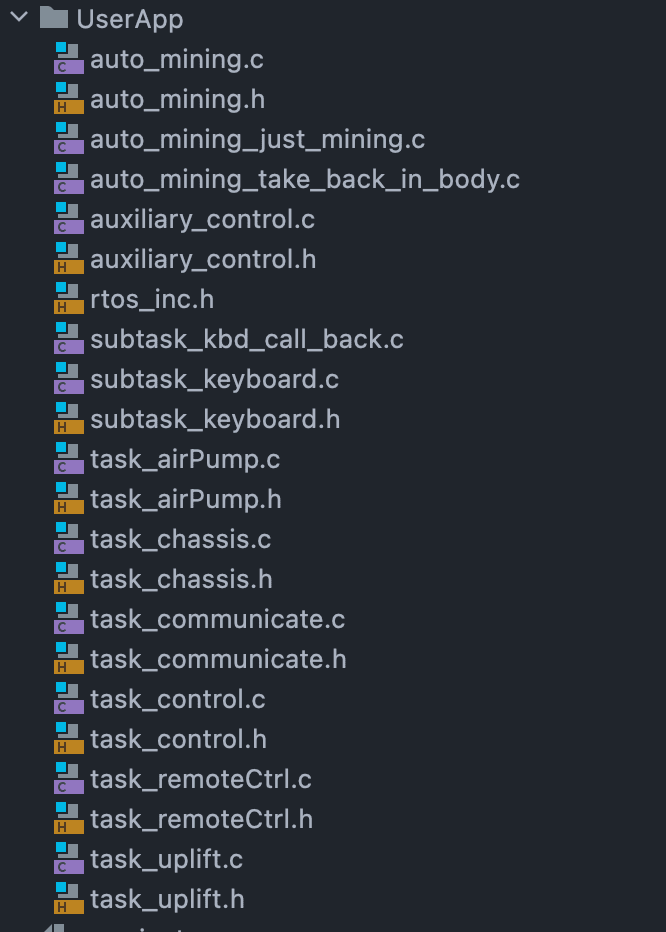 UserApp
C auto_mining.c
H auto_mining.h
C auto_mining_just_mining.c
C auto_mining_take_back_in_body.c
C auxiliary_control.c
H auxiliary_control.h
H rtos_inc.h
C subtask_kbd_call_back.c
C subtask_keyboard.c
H subtask_keyboard.h
C task_airPump.c
H task_airPump.h
C task_chassis.c
H task_chassis.h
C task_communicate.c
H task_communicate.h
C task_control.c
H task_control.h
C task_remoteCtrl.c
H task_remoteCtrl.h
C task_uplift.c
H task_uplift.h